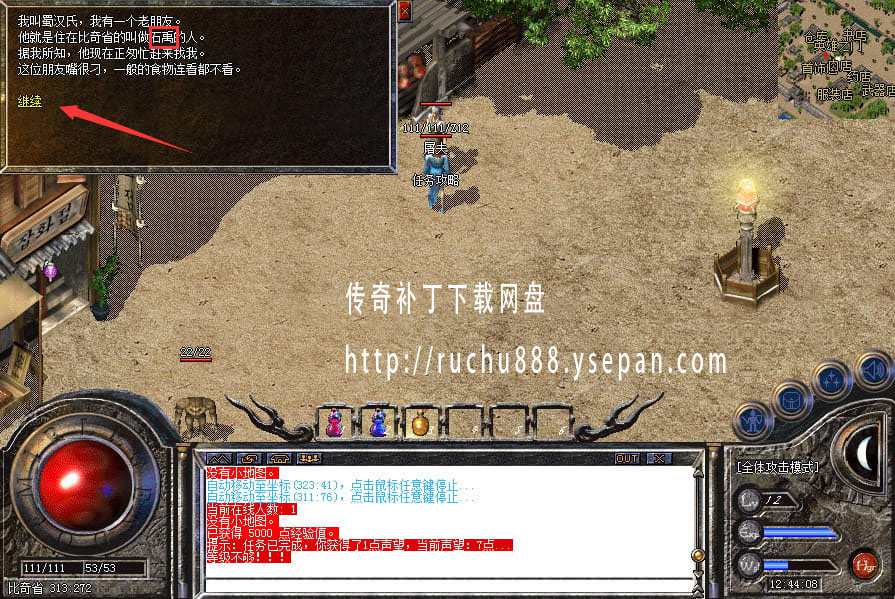 我叫蜀汉氏，我有一个老朋友。
他就是住在比奇省的叫做石禹的人。
据我所知，他现在正匆忙赶来找我。
这位朋友嘴很刁，一般的食物连看都不看。
继续
药店
首饰店
服装店
武器店
111/111/Z12
屠夫
任务攻略
잡화점
传奇补丁下载网盘
http://ruchu888.ysepan.com
22/22
OUT
没有小地图。
自动移动至坐标(323:41)，点击鼠标任意键停止...
自动移动至坐标(311:76)，点击鼠标任意键停止...
当前在线人数: 1
没有小地图。
已获得 5000 点经验值。
提示: 任务已完成，你获得了1点声望，当前声望: 7点...
等级不够！！！
[全体攻击模式]
Lv 12
Exp
W
111/111 53/53
比奇省 313:272
12:44:08